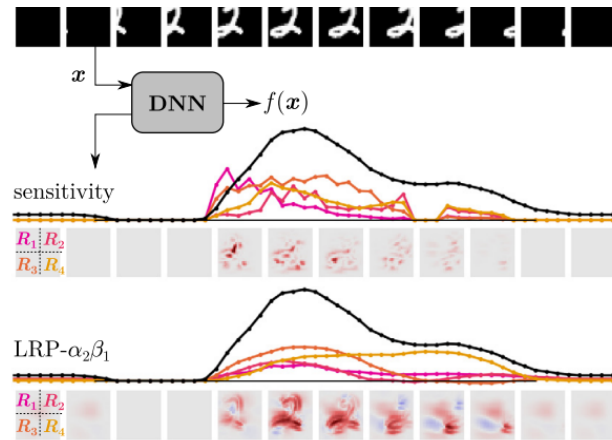 x
DNN
f(x)
sensitivity
R₁ R₂
R₃ R₄
LRP-α₂β₁
R₁ R₂
R₃ R₄